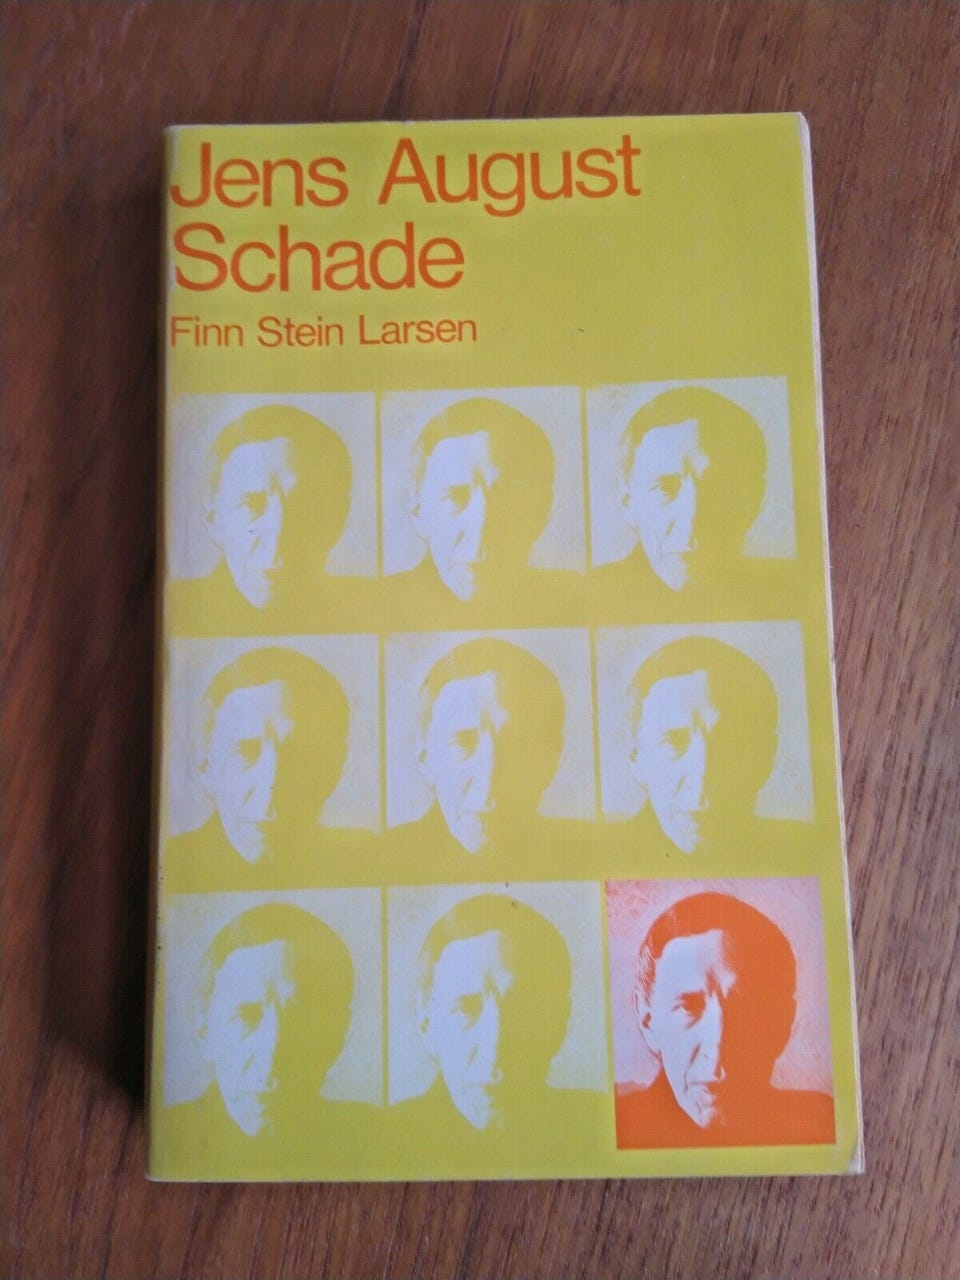 Jens August
Schade
Finn Stein Larsen